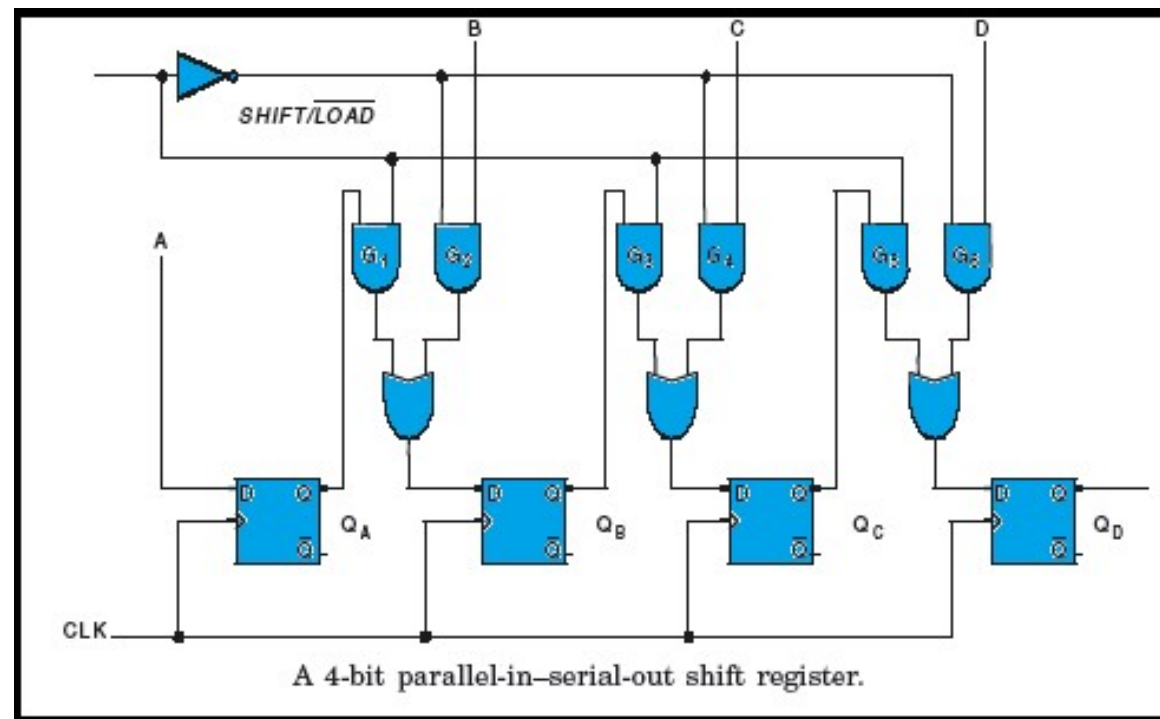 B C D
SHIFT/LOAD
A
G1 G2 G3 G4 G5 G6
D Q D Q D Q D Q
QA QB QC QD
Q Q Q Q
CLK
A 4-bit parallel-in–serial-out shift register.